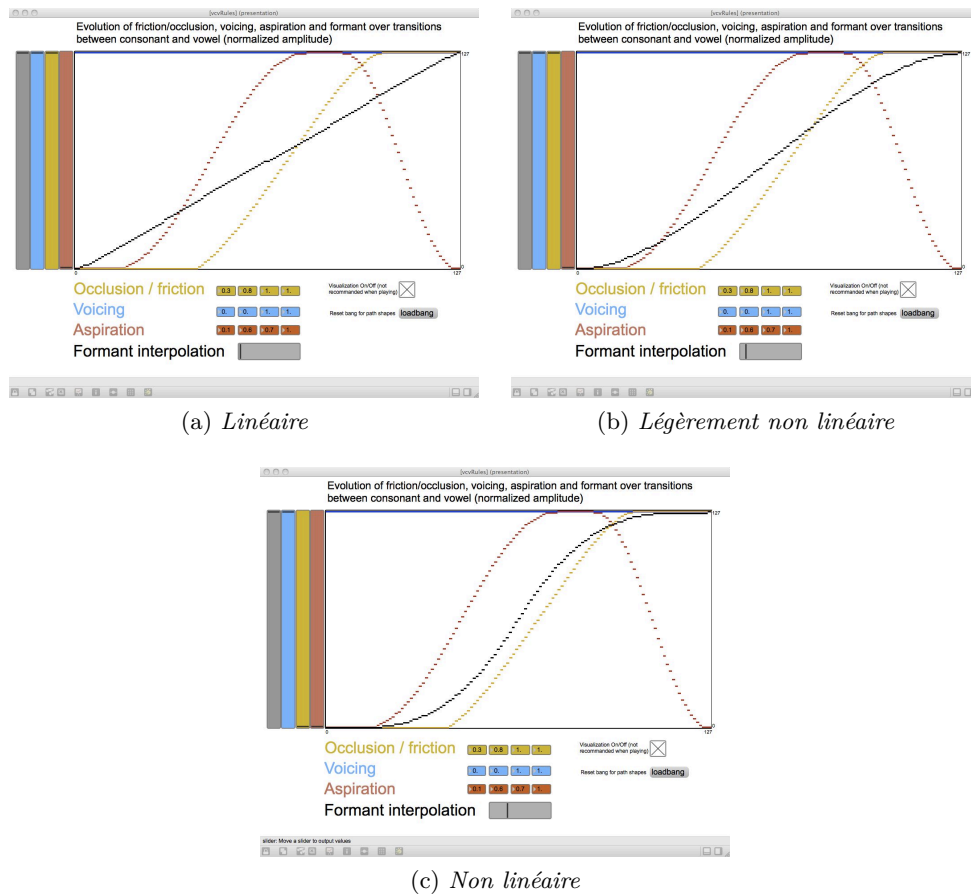 [vcvRules] (presentation)
Evolution of friction/occlusion, voicing, aspiration and formant over transitions
between consonant and vowel (normalized amplitude)
127
0
0
127
Occlusion / friction 0.3 0.8 1. 1.
Visualization On/Off (not
recommanded when playing)
Voicing 0. 0. 1. 1.
Reset bang for path shapes loadbang
Aspiration 0.1 0.6 0.7 1.
Formant interpolation
(a) Linéaire
[vcvRules] (presentation)
Evolution of friction/occlusion, voicing, aspiration and formant over transitions
between consonant and vowel (normalized amplitude)
127
0
0
127
Occlusion / friction 0.3 0.8 1. 1.
Visualization On/Off (not
recommanded when playing)
Voicing 0. 0. 1. 1.
Reset bang for path shapes loadbang
Aspiration 0.1 0.6 0.7 1.
Formant interpolation
(b) Légèrement non linéaire
[vcvRules] (presentation)
Evolution of friction/occlusion, voicing, aspiration and formant over transitions
between consonant and vowel (normalized amplitude)
127
0
0
127
Occlusion / friction 0.3 0.8 1. 1.
Visualization On/Off (not
recommanded when playing)
Voicing 0. 0. 1. 1.
Reset bang for path shapes loadbang
Aspiration 0.1 0.6 0.7 1.
Formant interpolation
slider: Move a slider to output values
(c) Non linéaire